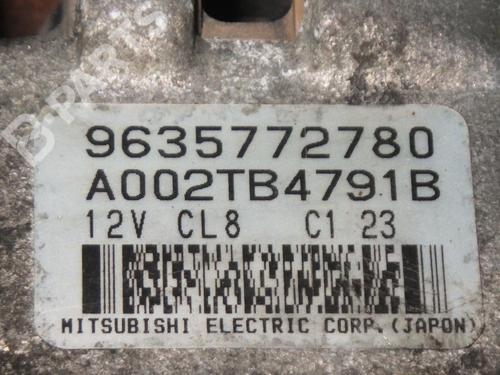 B-PARTS
9635772780
A002TB4791B
12V CL8 C1 23
MITSUBISHI ELECTRIC CORP.(JAPON)